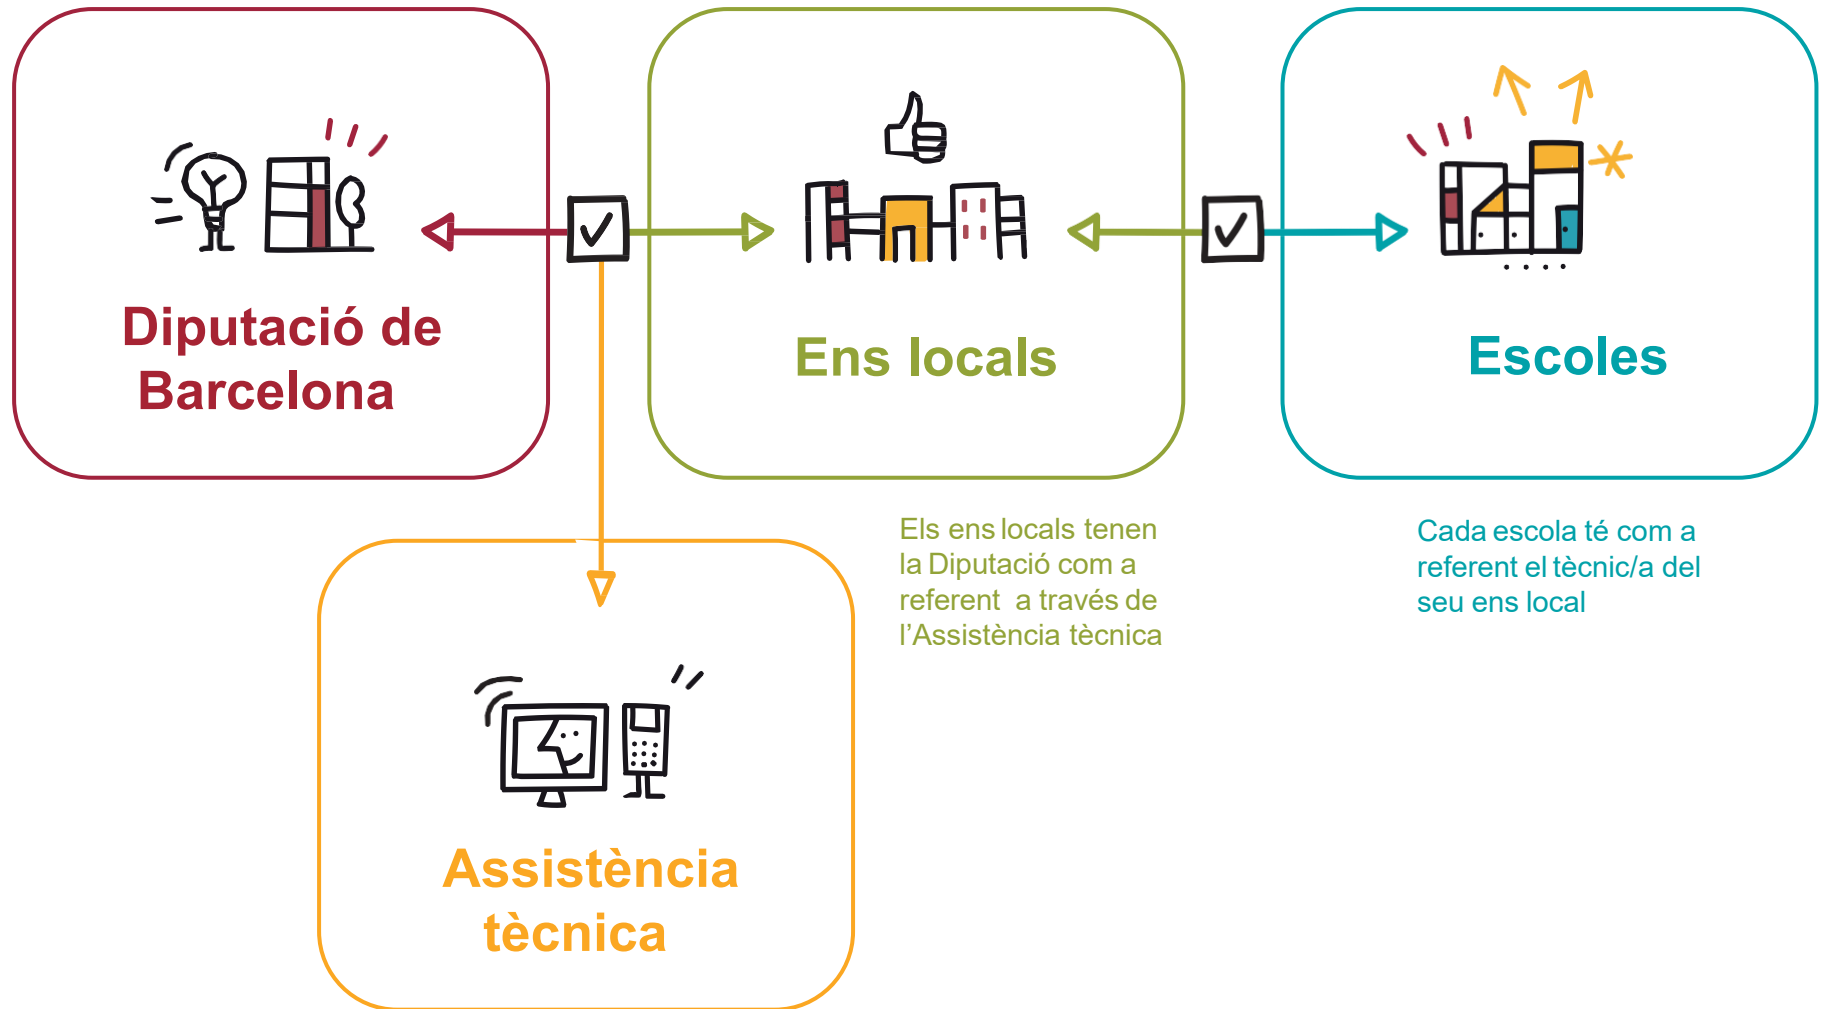 Diputació de
Barcelona
Ens locals
Escoles
Els ens locals tenen
la Diputació com a
referent a través de
l’Assistència tècnica
Cada escola té com a
referent el tècnic/a del
seu ens local
Assistència
tècnica